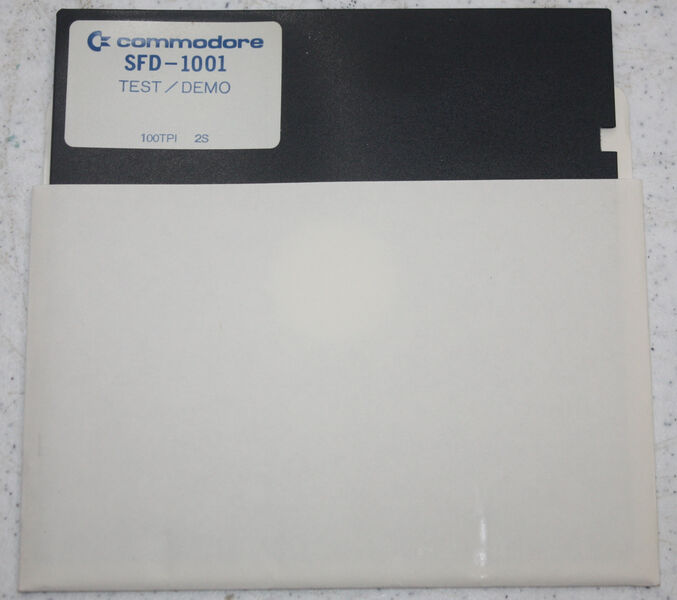 commodore
SFD-1001
TEST/DEMO
100TPI 2S